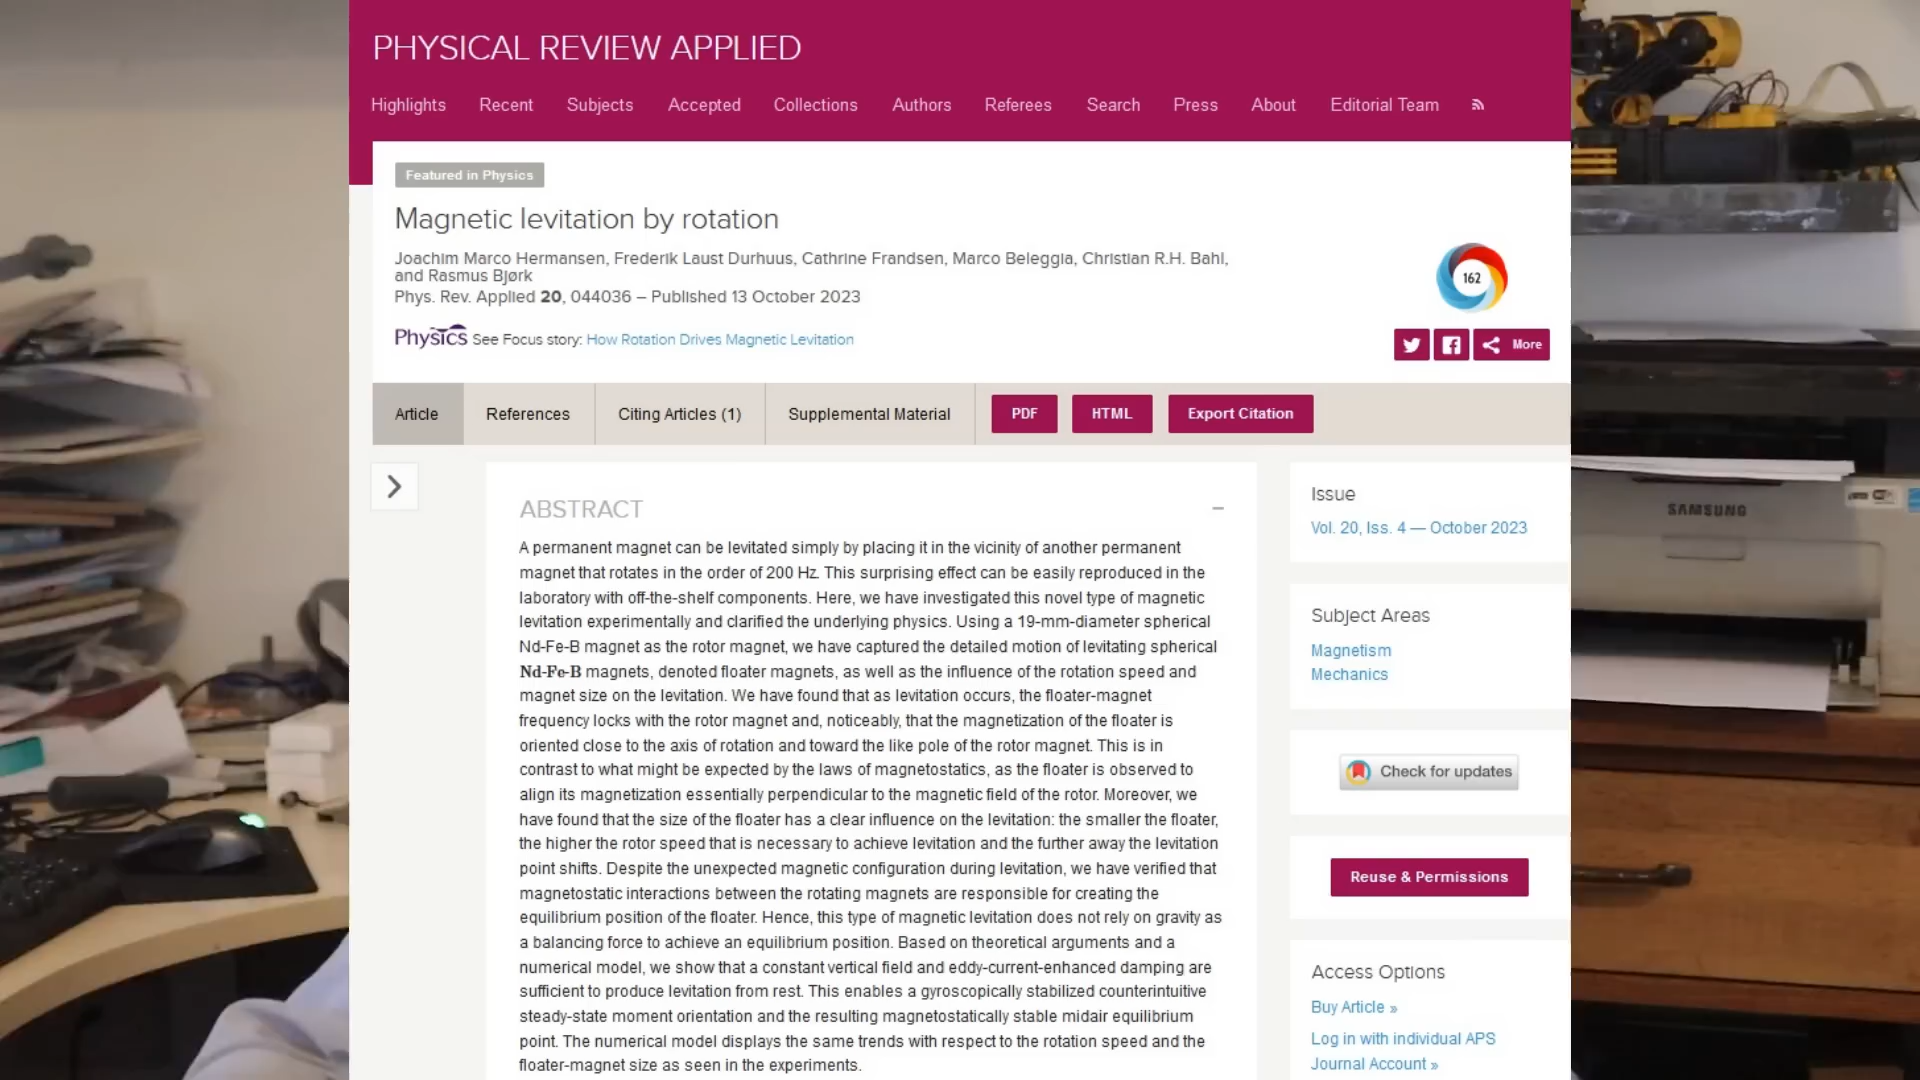 PHYSICAL REVIEW APPLIED
Highlights Recent Subjects Accepted Collections Authors Referees Search Press About Editorial Team
Featured in Physics
Magnetic levitation by rotation
Joachim Marco Hermansen, Frederik Laust Durhuus, Cathrine Frandsen, Marco Beleggia, Christian R.H. Bahl,
and Rasmus Bjørk
Phys. Rev. Applied 20, 044036 – Published 13 October 2023
162
Physics See Focus story: How Rotation Drives Magnetic Levitation
More
Article References Citing Articles (1) Supplemental Material PDF HTML Export Citation
ABSTRACT
A permanent magnet can be levitated simply by placing it in the vicinity of another permanent
magnet that rotates in the order of 200 Hz. This surprising effect can be easily reproduced in the
laboratory with off-the-shelf components. Here, we have investigated this novel type of magnetic
levitation experimentally and clarified the underlying physics. Using a 19-mm-diameter spherical
Nd-Fe-B magnet as the rotor magnet, we have captured the detailed motion of levitating spherical
Nd-Fe-B magnets, denoted floater magnets, as well as the influence of the rotation speed and
magnet size on the levitation. We have found that as levitation occurs, the floater-magnet
frequency locks with the rotor magnet and, noticeably, that the magnetization of the floater is
oriented close to the axis of rotation and toward the like pole of the rotor magnet. This is in
contrast to what might be expected by the laws of magnetostatics, as the floater is observed to
align its magnetization essentially perpendicular to the magnetic field of the rotor. Moreover, we
have found that the size of the floater has a clear influence on the levitation: the smaller the floater,
the higher the rotor speed that is necessary to achieve levitation and the further away the levitation
point shifts. Despite the unexpected magnetic configuration during levitation, we have verified that
magnetostatic interactions between the rotating magnets are responsible for creating the
equilibrium position of the floater. Hence, this type of magnetic levitation does not rely on gravity as
a balancing force to achieve an equilibrium position. Based on theoretical arguments and a
numerical model, we show that a constant vertical field and eddy-current-enhanced damping are
sufficient to produce levitation from rest. This enables a gyroscopically stabilized counterintuitive
steady-state moment orientation and the resulting magnetostatically stable midair equilibrium
point. The numerical model displays the same trends with respect to the rotation speed and the
floater-magnet size as seen in the experiments.
Issue
Vol. 20, Iss. 4 — October 2023
Subject Areas
Magnetism
Mechanics
Check for updates
Reuse & Permissions
Access Options
Buy Article »
Log in with individual APS
Journal Account »
SAMSUNG